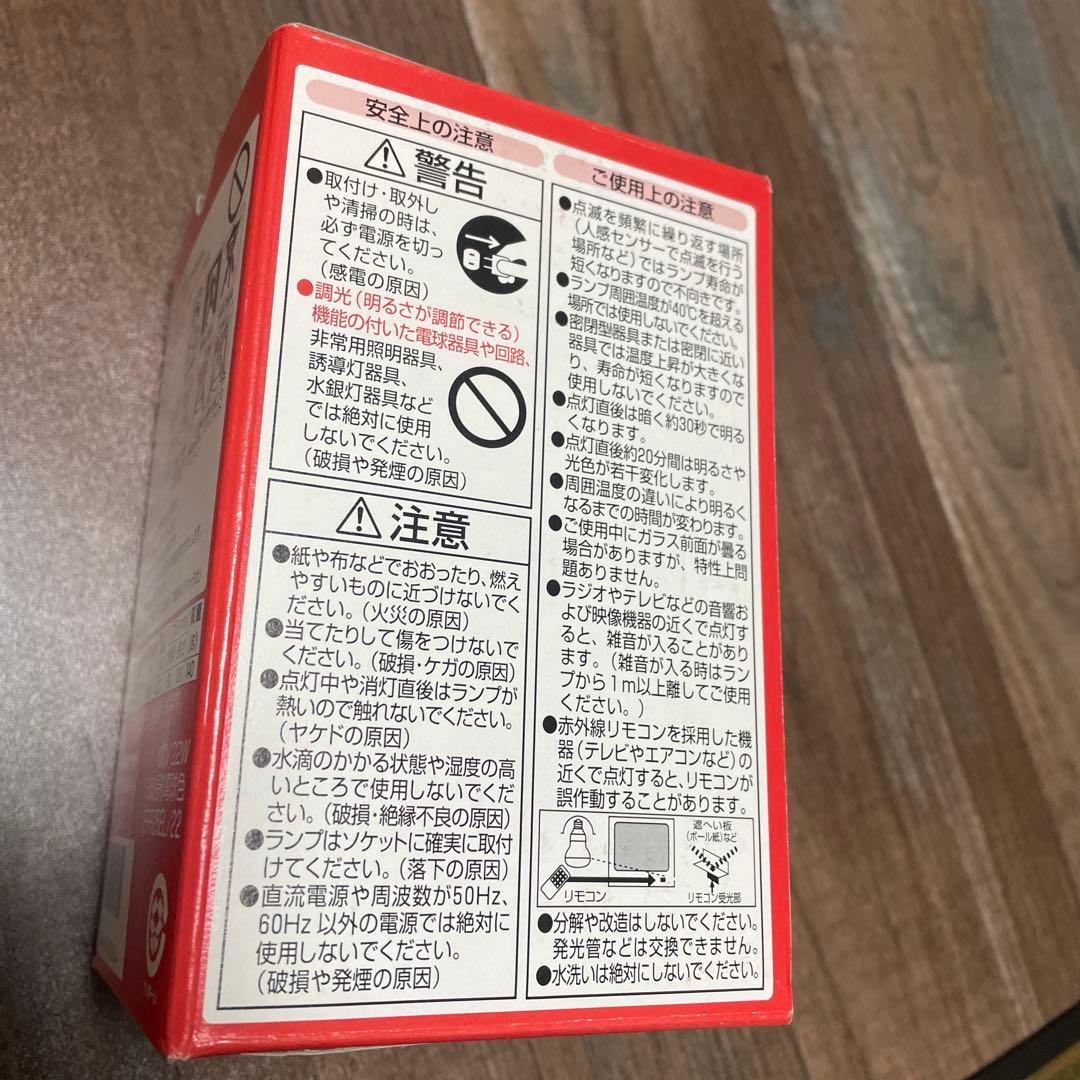 安全上の注意
警告
●取付け・取外し
や清掃の時は、
必ず電源を切っ
てください。
(感電の原因)
●調光(明るさが調節できる)
機能の付いた電球器具や回路、
非常用照明器具、
誘導灯器具、
水銀灯器具など
では絶対に使用
しないでください。
(破損や発煙の原因)
注意
●紙や布などでおおったり、燃え
やすいものに近づけないでく
ださい。(火災の原因)
●当てたりして傷をつけないで
ください。(破損・ケガの原因)
●点灯中や消灯直後はランプが
熱いので触れないでください。
(ヤケドの原因)
●水滴のかかる状態や湿度の高
いところで使用しないでくだ
さい。(破損・絶縁不良の原因)
●ランプはソケットに確実に取付
けてください。(落下の原因)
●直流電源や周波数が50Hz、
60Hz以外の電源では絶対に
使用しないでください。
(破損や発煙の原因)
ご使用上の注意
●点滅を頻繁に繰り返す場所
(人感センサーで点滅を行う
場所など)ではランプ寿命が
短くなりますので不向きです。
●ランプ周囲温度が40℃を超える
場所では使用しないでください。
●密閉型器具または密閉に近い
器具では温度上昇が大きくな
り、寿命が短くなりますので
使用しないでください。
●点灯直後は暗く約30秒で明る
くなります。
●点灯直後約20分間は明るさや
光色が若干変化します。
●周囲温度の違いにより明るく
なるまでの時間が変わります。
●ご使用中にガラス前面が曇る
場合がありますが、特性上問
題ありません。
●ラジオやテレビなどの音響お
よび映像機器の近くで点灯す
ると、雑音が入ることがあり
ます。(雑音が入る時はラン
プから1m以上離してご使用
ください。)
●赤外線リモコンを採用した機
器(テレビやエアコンなど)の
近くで点灯すると、リモコンが
誤作動することがあります。
遮へい板
(ボール紙)など
リモコン
リモコン受光部
●分解や改造はしないでください。
発光管などは交換できません。
●水洗いは絶対にしないでください。